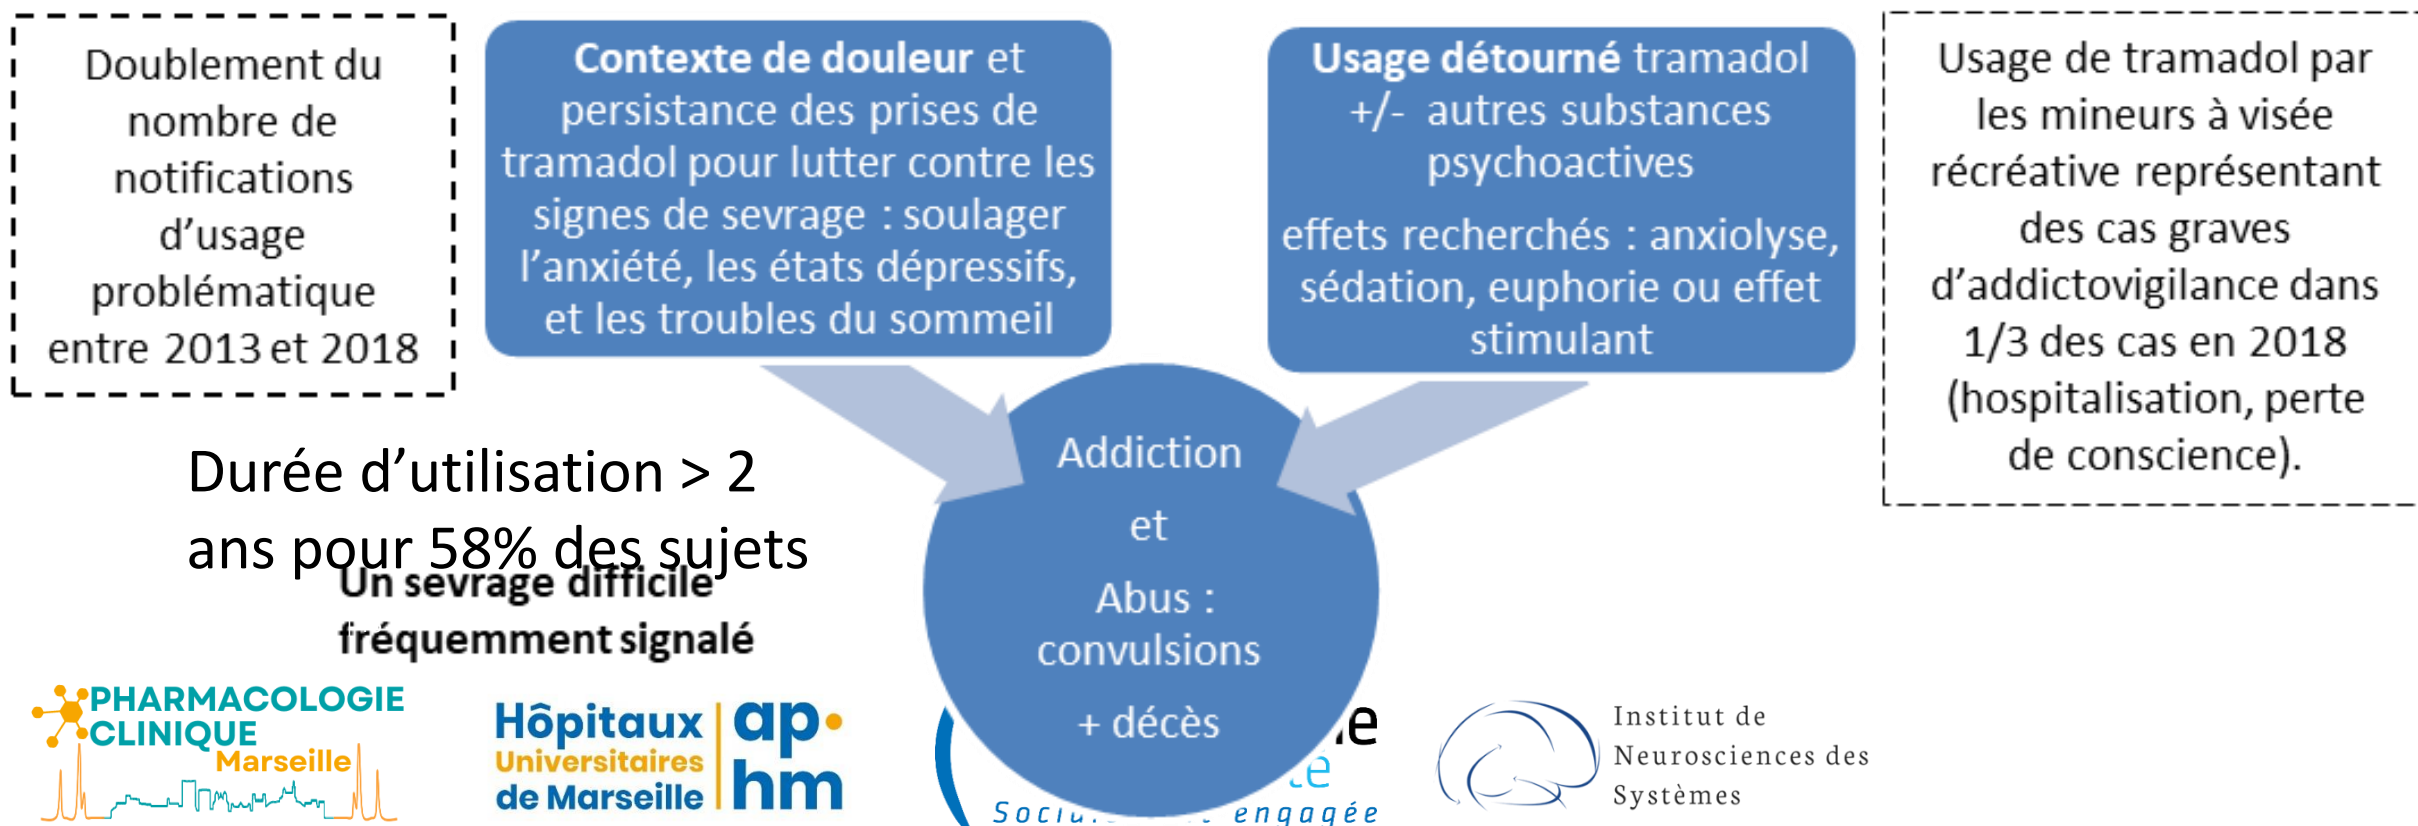 Doublement du
nombre de
notifications
d’usage
problématique
entre 2013 et 2018
Contexte de douleur et
persistance des prises de
tramadol pour lutter contre les
signes de sevrage : soulager
l’anxiété, les états dépressifs,
et les troubles du sommeil
Usage détourné tramadol
+/- autres substances
psychoactives
effets recherchés : anxiolyse,
sédation, euphorie ou effet
stimulant
Usage de tramadol par
les mineurs à visée
récréative représentant
des cas graves
d’addictovigilance dans
1/3 des cas en 2018
(hospitalisation, perte
de conscience).
Durée d’utilisation > 2
ans pour 58% des sujets
Un sevrage difficile
fréquemment signalé
Addiction
et
Abus :
convulsions
+ décès
PHARMACOLOGIE
CLINIQUE
Marseille
Hôpitaux
Universitaires
de Marseille
ap.
hm
engagée
Institut de
Neurosciences des
Systèmes